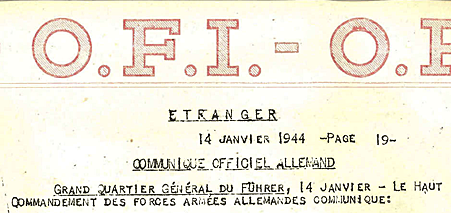 O.F.I.- O.
ETRANGER
14 JANVIER 1944 -PAGE 19-
COMMUNIQUE OFFICIEL ALLEMAND
GRAND QUARTIER GÉNÉRAL DU FÜHRER, 14 JANVIER - LE HAUT
COMMANDEMENT DES FORCES ARMÉES ALLEMANDES COMMUNIQUE: